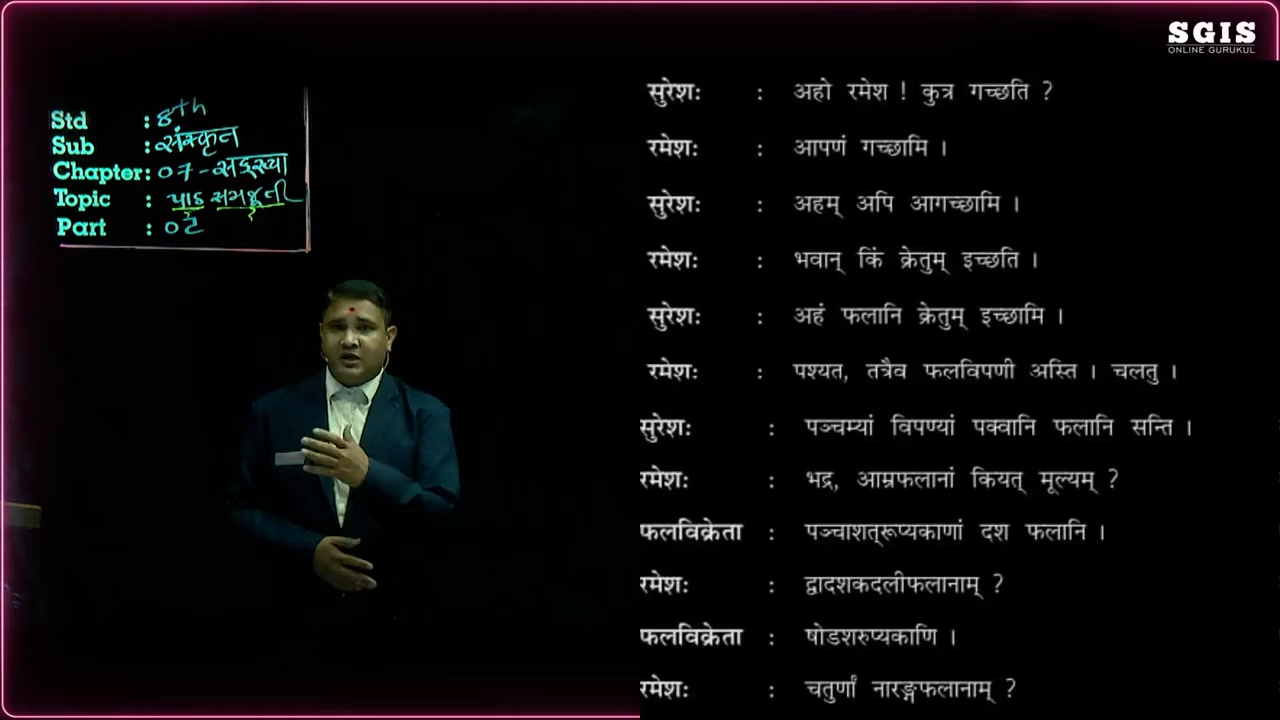 SGIS
ONLINE GURUKUL
Std : 8th
Sub : संस्कृत
Chapter : 07 - सङ्ख्या
Topic : पाठ समजूती
Part : 02
सुरेशः : अहो रमेश ! कुत्र गच्छति ?
रमेशः : आपणं गच्छामि ।
सुरेशः : अहम् अपि आगच्छामि ।
रमेशः : भवान् किं क्रेतुम् इच्छति ।
सुरेशः : अहं फलानि क्रेतुम् इच्छामि ।
रमेशः : पश्यत, तत्रैव फलविपणी अस्ति । चलतु ।
सुरेशः : पञ्चम्यां विपण्यां पक्वानि फलानि सन्ति ।
रमेशः : भद्र, आम्रफलानां कियत् मूल्यम् ?
फलविक्रेता : पञ्चाशत्‌रूप्यकाणां दश फलानि ।
रमेशः : द्वादशकदलीफलानाम् ?
फलविक्रेता : षोडशरुप्यकाणि ।
रमेशः : चतुर्णां नारङ्गफलानाम् ?